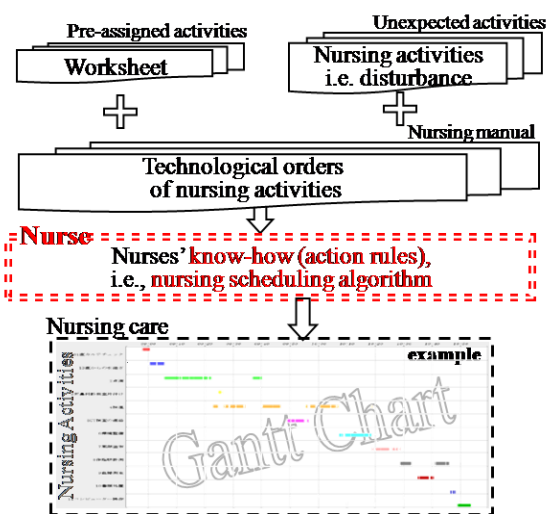 Pre-assigned activities
Unexpected activities
Worksheet
Nursing activities
i.e. disturbance
Nursing manual
Technological orders
of nursing activities
Nurse
Nurses' know-how (action rules),
i.e., nursing scheduling algorithm
Nursing care
example
Nursing Activities
Gantt Chart